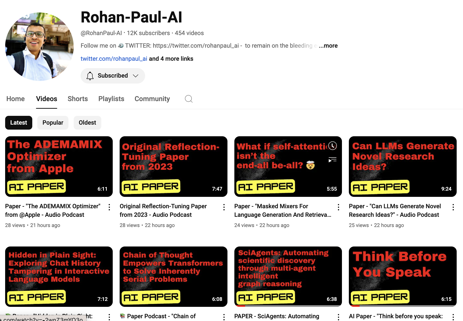 Rohan-Paul-AI
@RohanPaul-AI · 12K subscribers · 454 videos
Follow me on 🐦 TWITTER: https://twitter.com/rohanpaul_ai - to remain on the bleeding ...more
twitter.com/rohanpaul_ai and 4 more links
Subscribed
Home Videos Shorts Playlists Community
Latest Popular Oldest
The ADEMAMIX
Optimizer
from Apple
AI PAPER
6:11
Paper - "The ADEMAMIX Optimizer"
from @Apple - Audio Podcast
28 views • 21 hours ago
Original Reflection-
Tuning Paper
from 2023
AI PAPER
7:47
Original Reflection-Tuning Paper
from 2023 - Audio Podcast
28 views • 22 hours ago
What if self-attenti
isn't the
end-all be-all? 🤯
AI PAPER
5:55
Paper - "Masked Mixers For
Language Generation And Retrieva...
24 views • 22 hours ago
Can LLMs Generate
Novel Research
Ideas?
AI PAPER
9:24
Paper - "Can LLMs Generate Novel
Research Ideas?" - Audio Podcast
25 views • 22 hours ago
Hidden in Plain Sight:
Exploring Chat History
Tampering in Interactive
Language Models
AI PAPER
7:12
Chain of Thought
Empowers Transformers
to Solve Inherently
Serial Problems
AI PAPER
6:08
📚 Paper - "Chain of
SciAgents: Automating
scientific discovery
through multi-agent
intelligent
graph reasoning
AI PAPER
6:38
PAPER - SciAgents: Automating
Think Before
You Speak
AI PAPER
6:15
AI Paper - "Think before you speak: